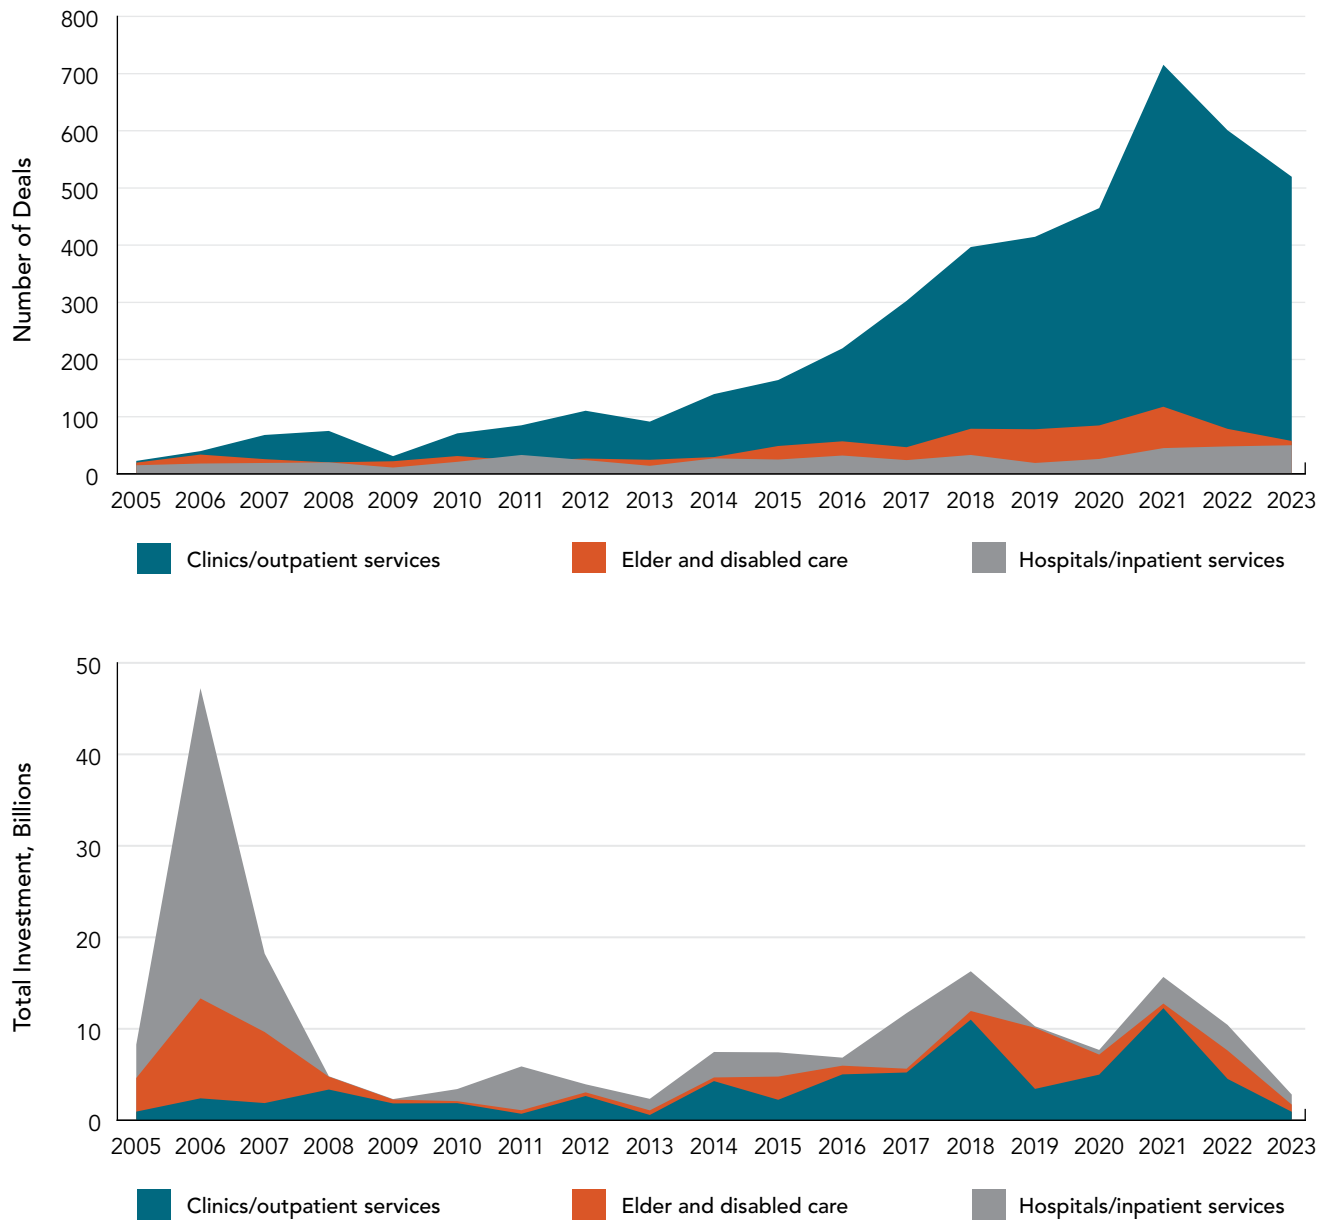 Number of Deals
800
700
600
500
400
300
200
100
0
2005 2006 2007 2008 2009 2010 2011 2012 2013 2014 2015 2016 2017 2018 2019 2020 2021 2022 2023
Clinics/outpatient services Elder and disabled care Hospitals/inpatient services
Total Investment, Billions
50
40
30
20
10
0
2005 2006 2007 2008 2009 2010 2011 2012 2013 2014 2015 2016 2017 2018 2019 2020 2021 2022 2023
Clinics/outpatient services Elder and disabled care Hospitals/inpatient services